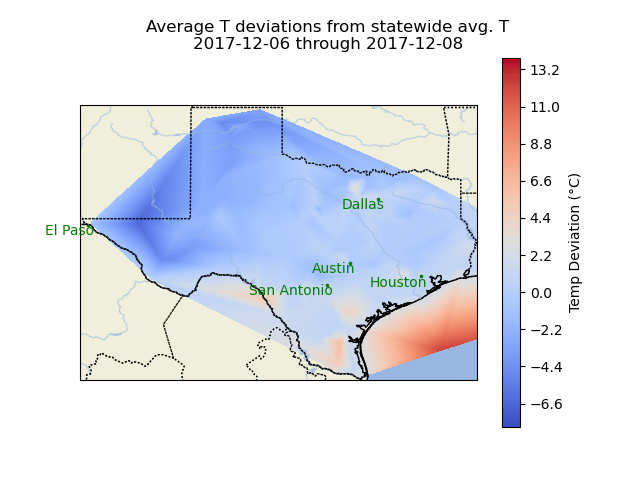 Average T deviations from statewide avg. T
2017-12-06 through 2017-12-08
El Paso
Dallas
Austin
San Antonio
Houston
13.2
11.0
8.8
6.6
4.4
2.2
0.0
−2.2
−4.4
−6.6
Temp Deviation (°C)